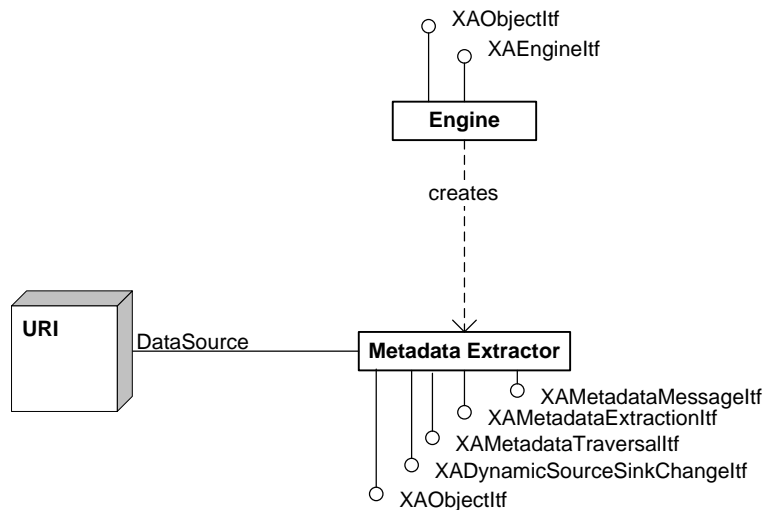 XAObjectItf
XAEngineItf
Engine
creates
URI
DataSource
Metadata Extractor
XAMetadataMessageItf
XAMetadataExtractionItf
XAMetadataTraversalItf
XADynamicSourceSinkChangeItf
XAObjectItf